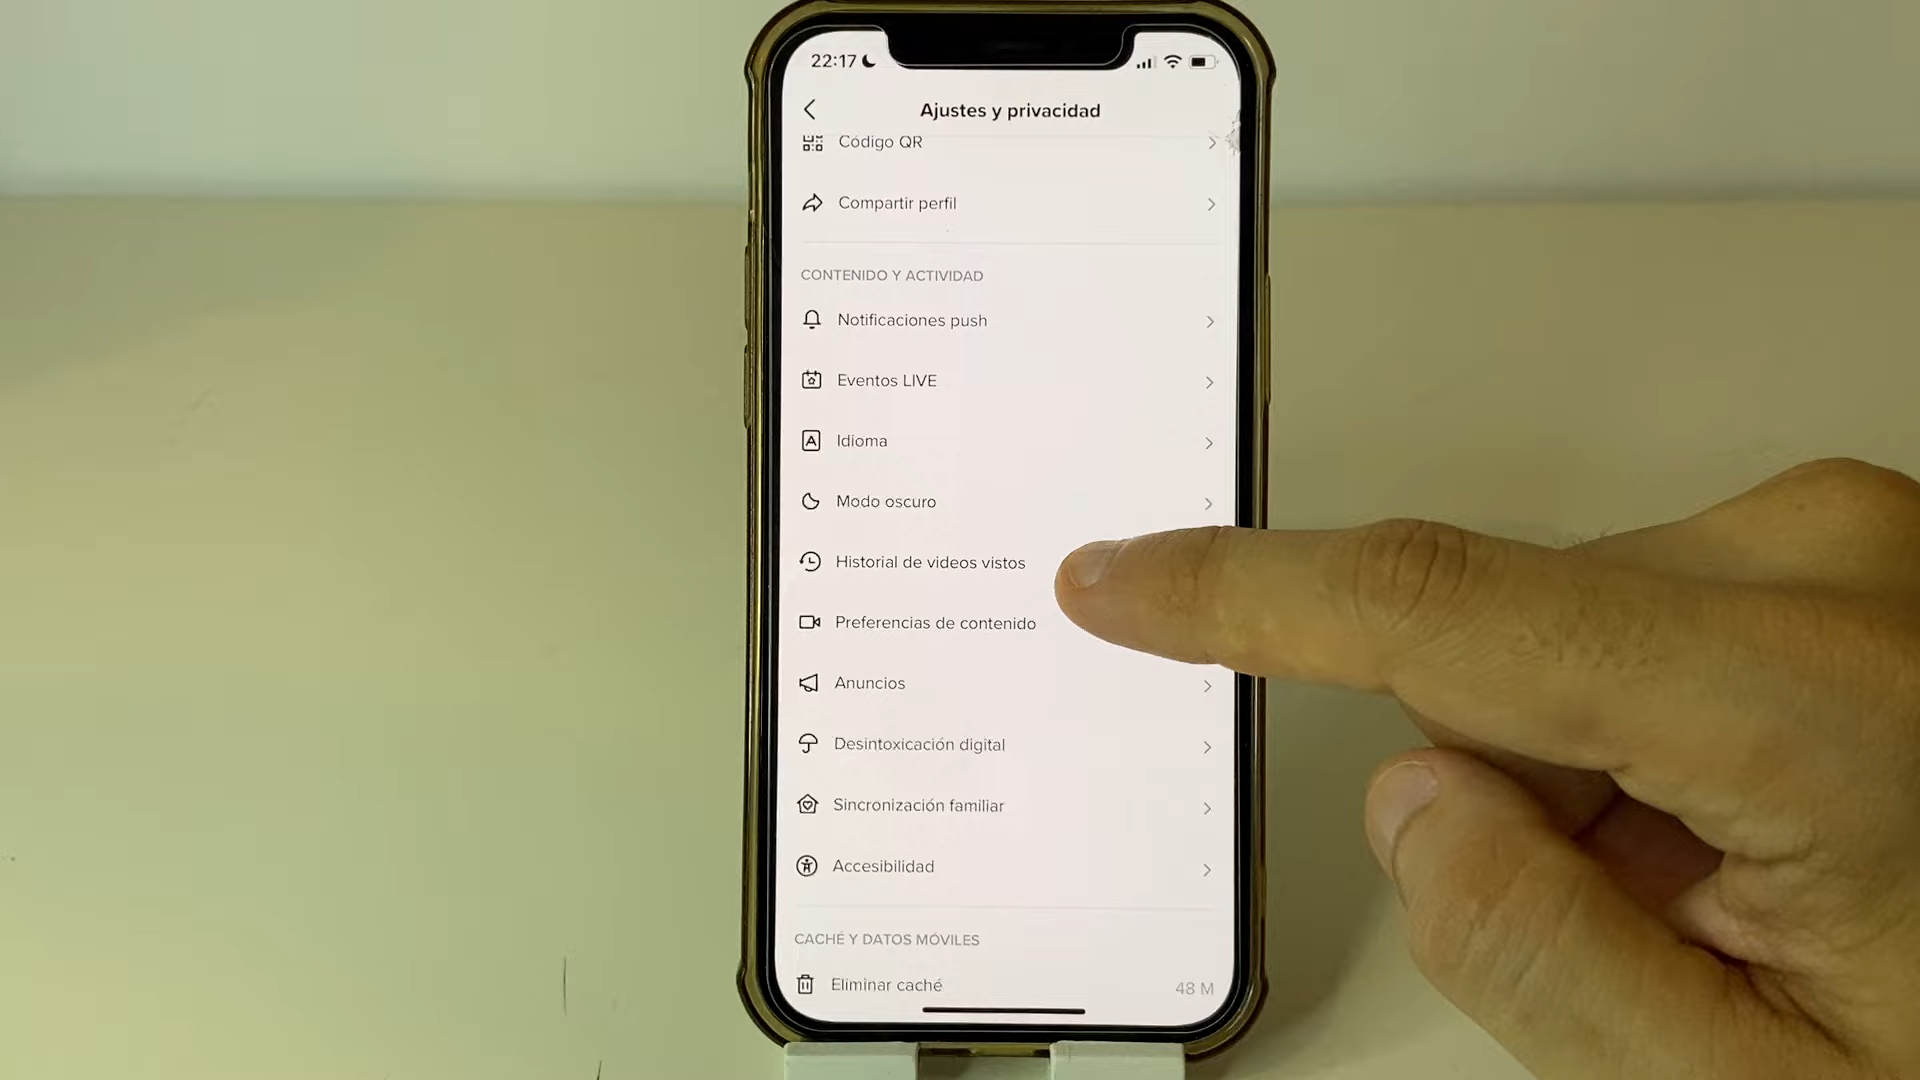 22:17
Ajustes y privacidad
Código QR
Compartir perfil
CONTENIDO Y ACTIVIDAD
Notificaciones push
Eventos LIVE
Idioma
Modo oscuro
Historial de videos vistos
Preferencias de contenido
Anuncios
Desintoxicación digital
Sincronización familiar
Accesibilidad
CACHÉ Y DATOS MÓVILES
Eliminar caché 48 M